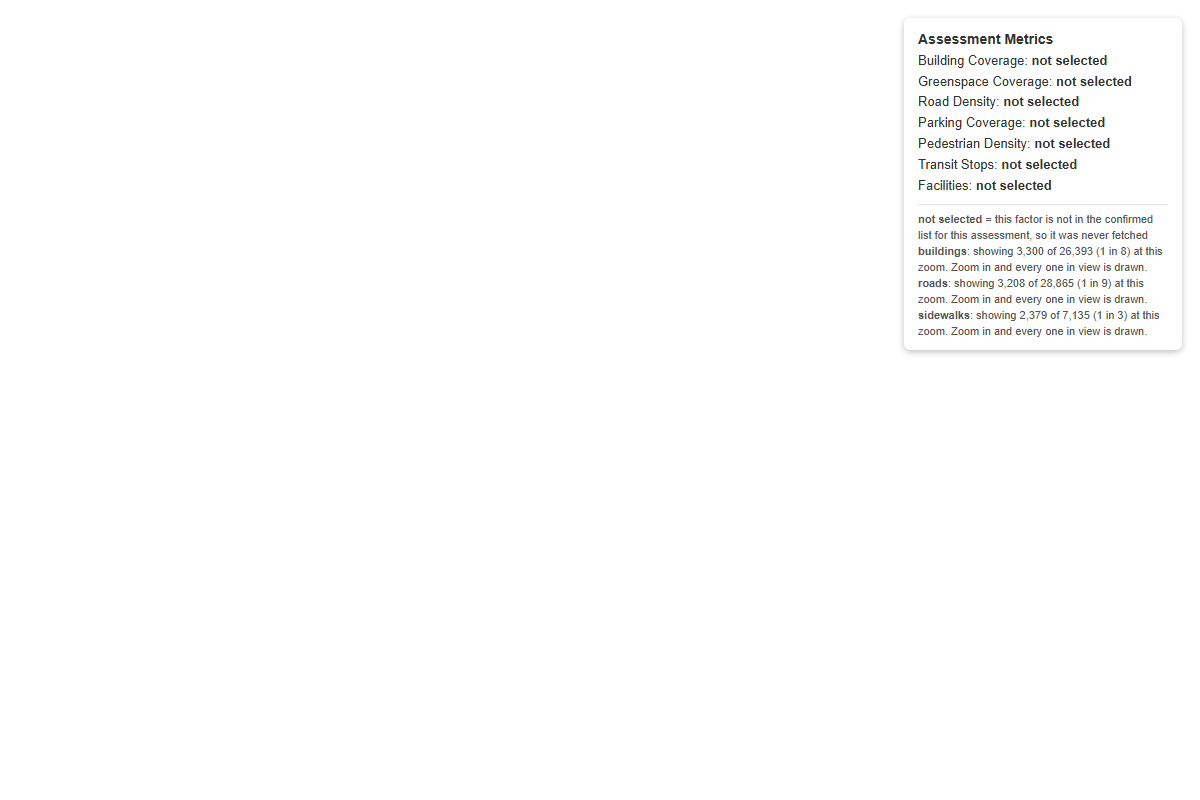 Assessment Metrics
Building Coverage: not selected
Greenspace Coverage: not selected
Road Density: not selected
Parking Coverage: not selected
Pedestrian Density: not selected
Transit Stops: not selected
Facilities: not selected
not selected = this factor is not in the confirmed
list for this assessment, so it was never fetched
buildings: showing 3,300 of 26,393 (1 in 8) at this
zoom. Zoom in and every one in view is drawn.
roads: showing 3,208 of 28,865 (1 in 9) at this
zoom. Zoom in and every one in view is drawn.
sidewalks: showing 2,379 of 7,135 (1 in 3) at this
zoom. Zoom in and every one in view is drawn.